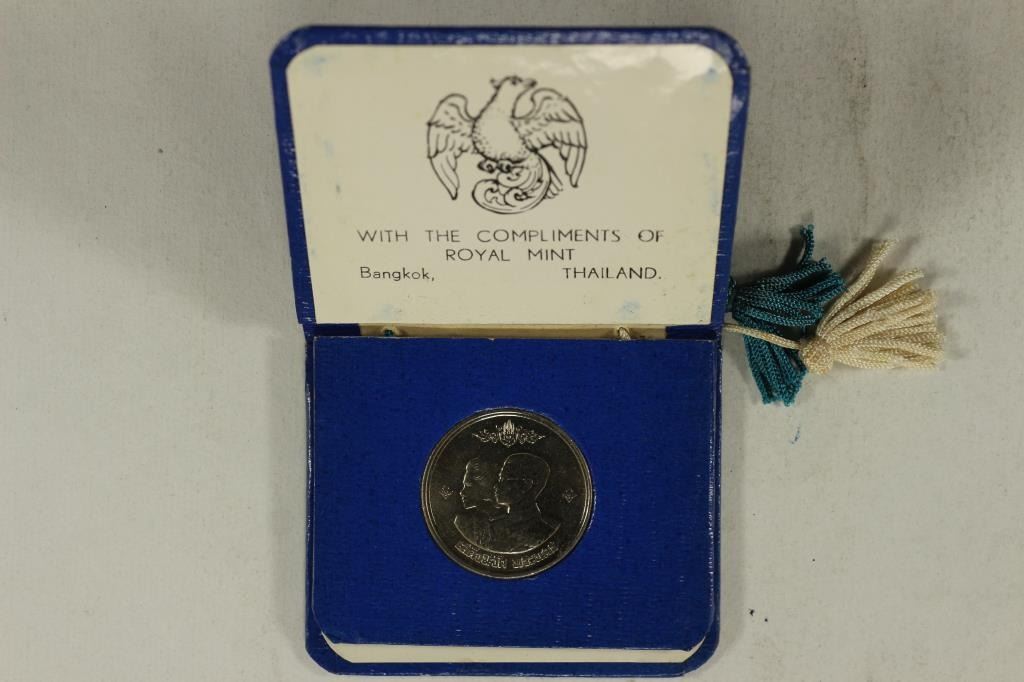 WITH THE COMPLIMENTS OF
ROYAL MINT
Bangkok, THAILAND.